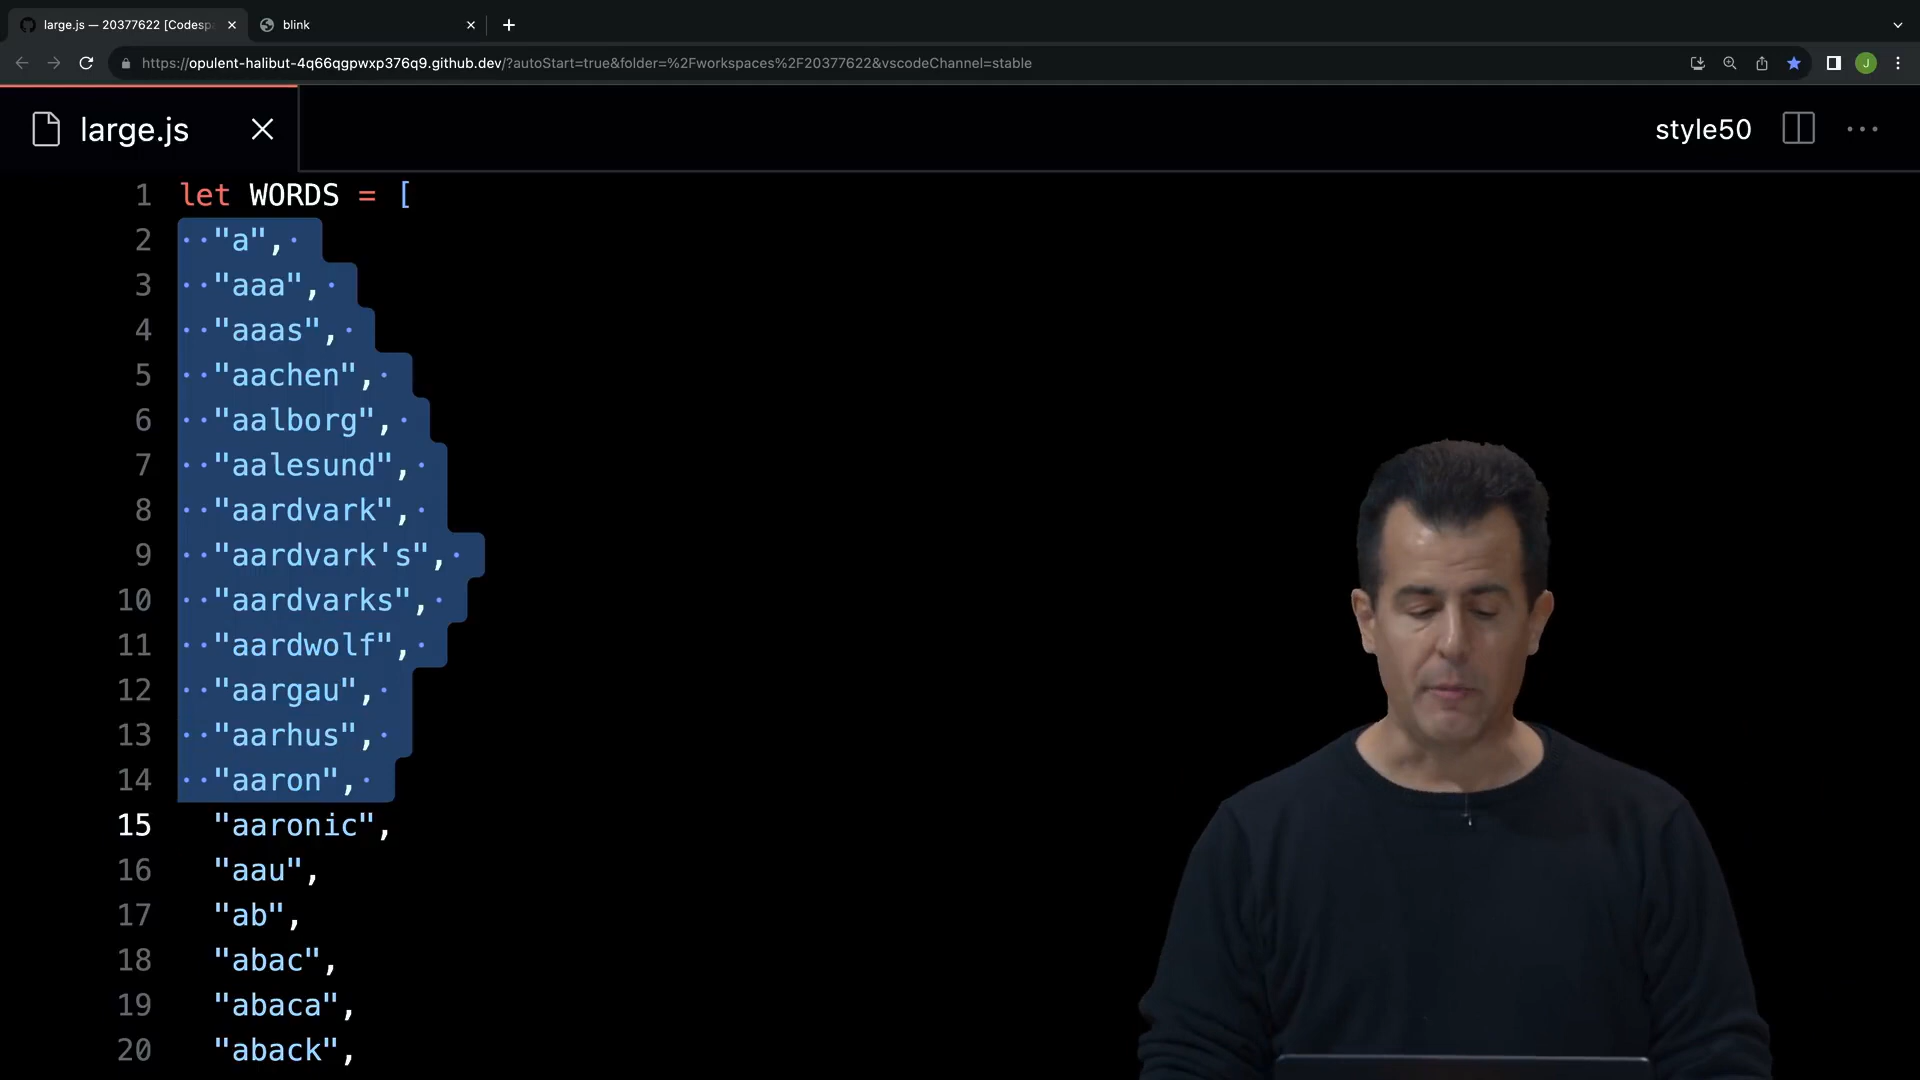 large.js — 20377622 [Codesp
blink
https://opulent-halibut-4q66qgpwxp376q9.github.dev/?autoStart=true&folder=%2Fworkspaces%2F20377622&vscodeChannel=stable
J
large.js
style50
1 let WORDS = [
2 "a",
3 "aaa",
4 "aaas",
5 "aachen",
6 "aalborg",
7 "aalesund",
8 "aardvark",
9 "aardvark's",
10 "aardvarks",
11 "aardwolf",
12 "aargau",
13 "aarhus",
14 "aaron",
15 "aaronic",
16 "aau",
17 "ab",
18 "abac",
19 "abaca",
20 "aback",